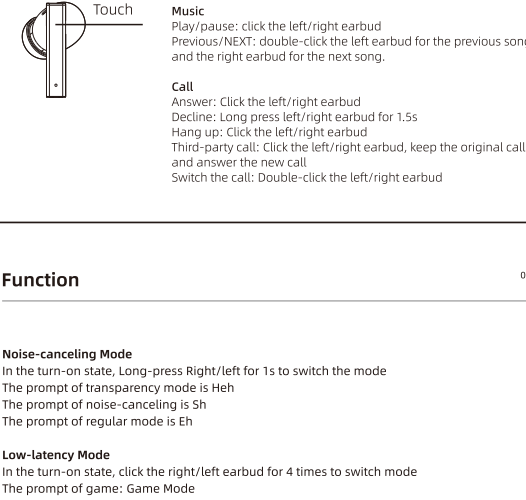 Touch
Music
Play/pause: click the left/right earbud
Previous/NEXT: double-click the left earbud for the previous song
and the right earbud for the next song.
Call
Answer: Click the left/right earbud
Decline: Long press left/right earbud for 1.5s
Hang up: Click the left/right earbud
Third-party call: Click the left/right earbud, keep the original call
and answer the new call
Switch the call: Double-click the left/right earbud
Function
0
Noise-canceling Mode
In the turn-on state, Long-press Right/left for 1s to switch the mode
The prompt of transparency mode is Heh
The prompt of noise-canceling is Sh
The prompt of regular mode is Eh
Low-latency Mode
In the turn-on state, click the right/left earbud for 4 times to switch mode
The prompt of game: Game Mode